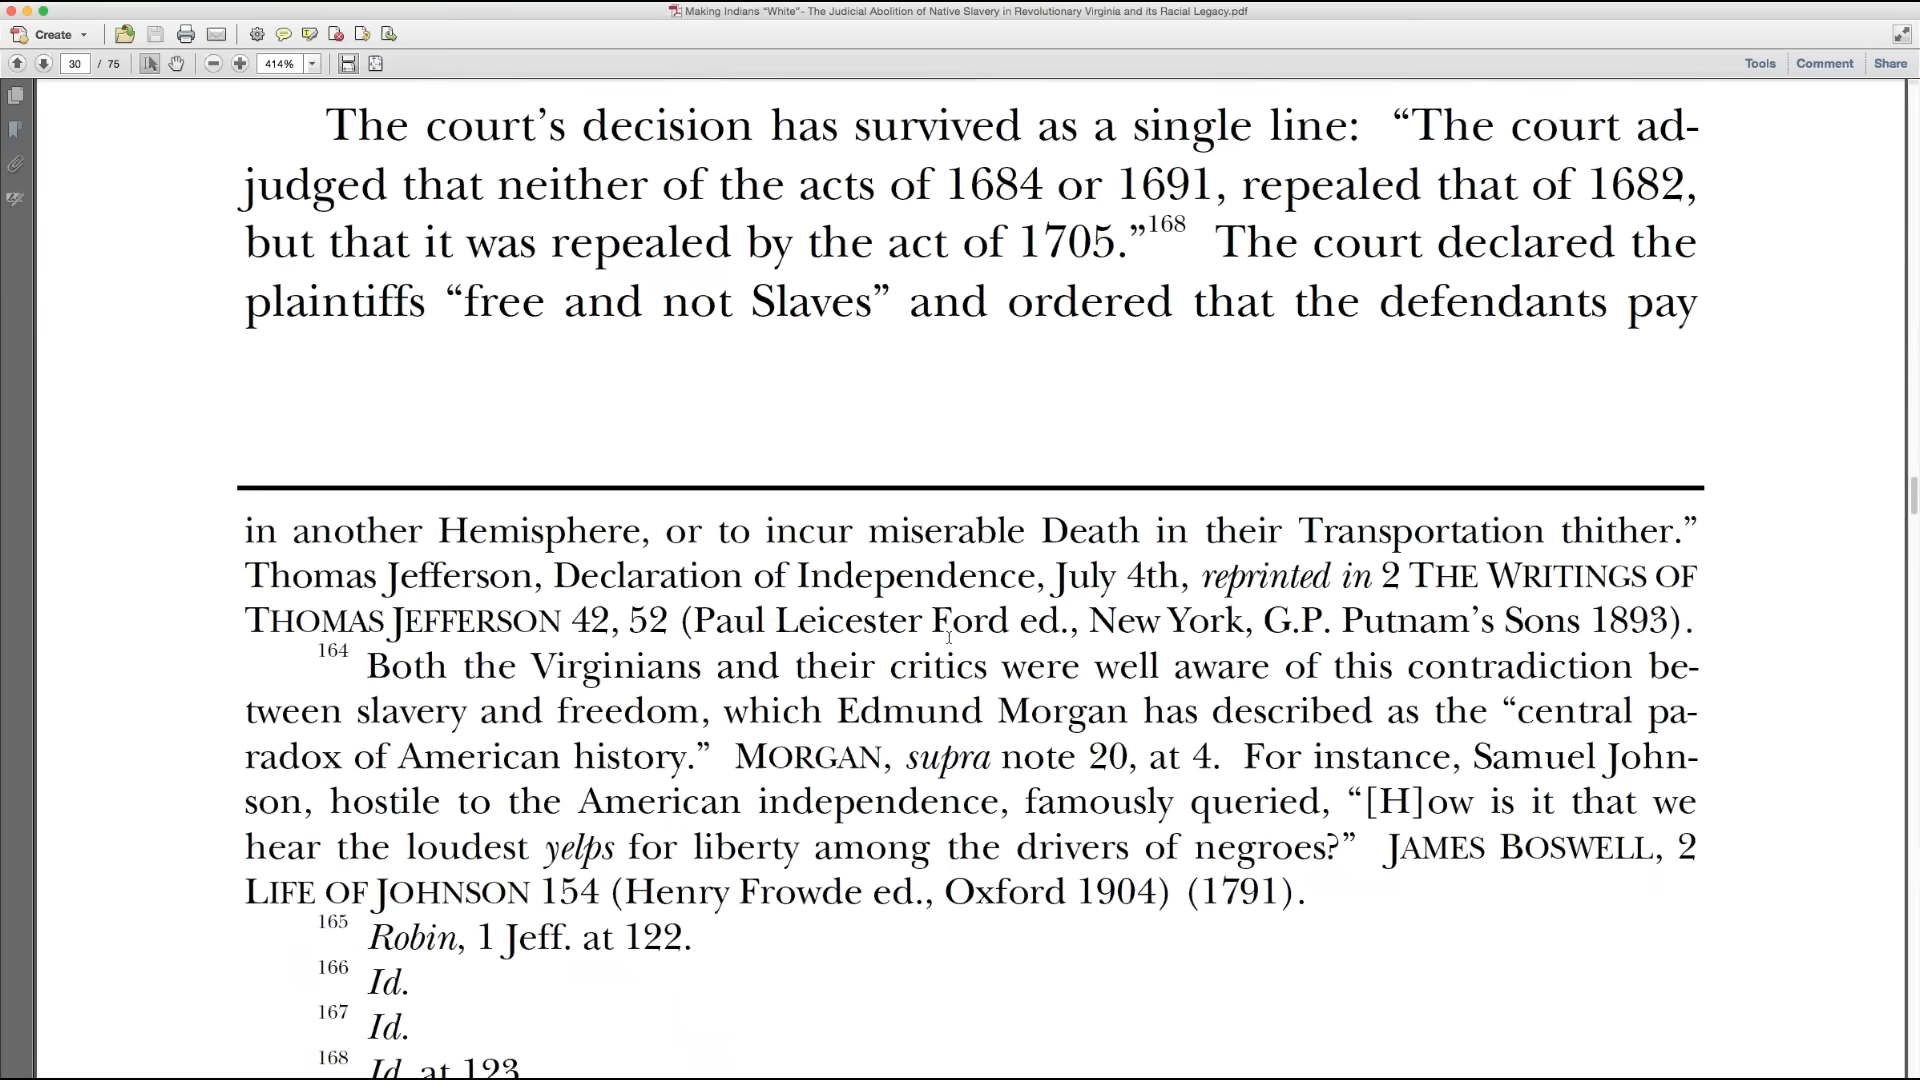 Making Indians “White”- The Judicial Abolition of Native Slavery in Revolutionary Virginia and its Racial Legacy.pdf
Create
30 / 75
414%
Tools
Comment
Share
The court’s decision has survived as a single line: “The court ad-
judged that neither of the acts of 1684 or 1691, repealed that of 1682,
but that it was repealed by the act of 1705.”168 The court declared the
plaintiffs “free and not Slaves” and ordered that the defendants pay
in another Hemisphere, or to incur miserable Death in their Transportation thither.”
Thomas Jefferson, Declaration of Independence, July 4th, reprinted in 2 THE WRITINGS OF
THOMAS JEFFERSON 42, 52 (Paul Leicester Ford ed., New York, G.P. Putnam’s Sons 1893).
164 Both the Virginians and their critics were well aware of this contradiction be-
tween slavery and freedom, which Edmund Morgan has described as the “central pa-
radox of American history.” MORGAN, supra note 20, at 4. For instance, Samuel John-
son, hostile to the American independence, famously queried, “[H]ow is it that we
hear the loudest yelps for liberty among the drivers of negroes?” JAMES BOSWELL, 2
LIFE OF JOHNSON 154 (Henry Frowde ed., Oxford 1904) (1791).
165 Robin, 1 Jeff. at 122.
166 Id.
167 Id.
168 Id. at 123.